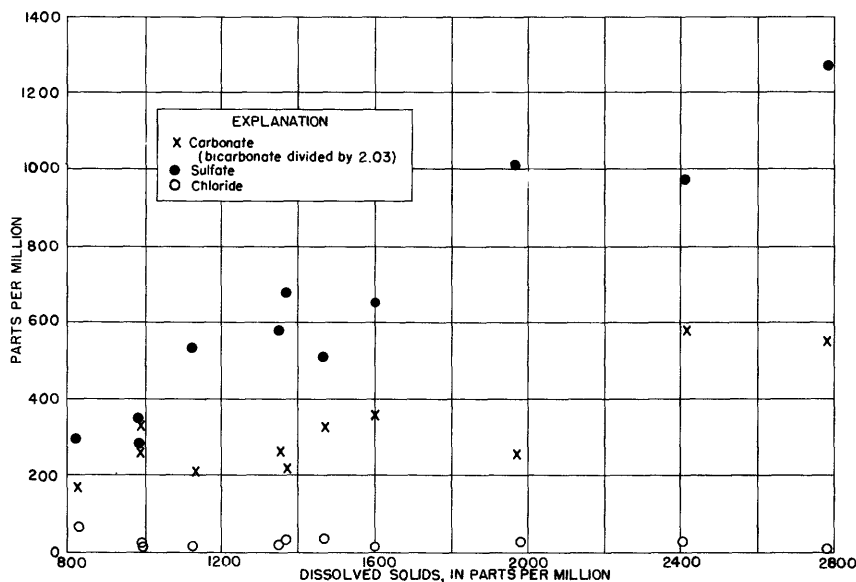 1400
1200
1000
800
600
400
200
0
PARTS PER MILLION
EXPLANATION
x Carbonate
(bicarbonate divided by 2.03)
● Sulfate
○ Chloride
800 1200 1600 2000 2400 2800
DISSOLVED SOLIDS, IN PARTS PER MILLION